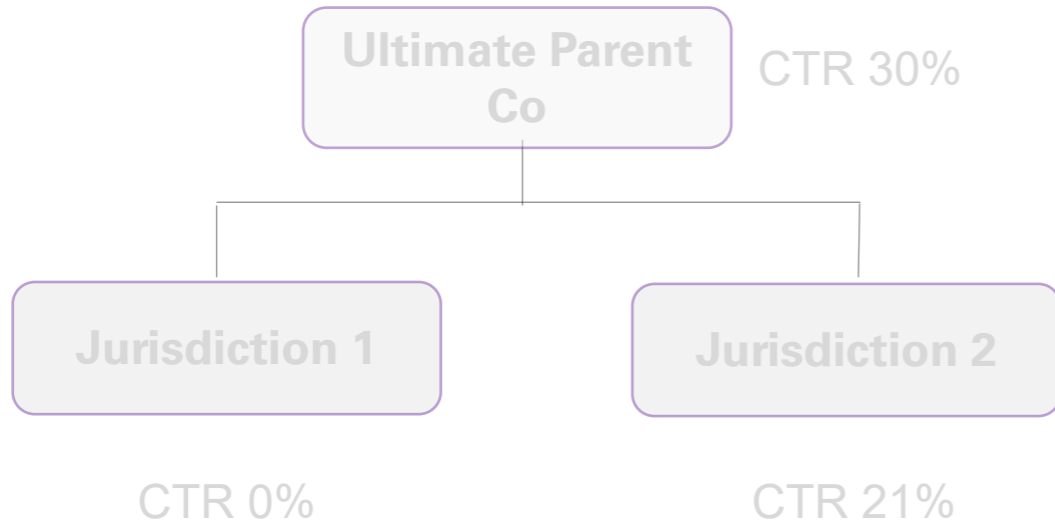 Ultimate Parent
Co
CTR 30%
Jurisdiction 1
Jurisdiction 2
CTR 0%
CTR 21%